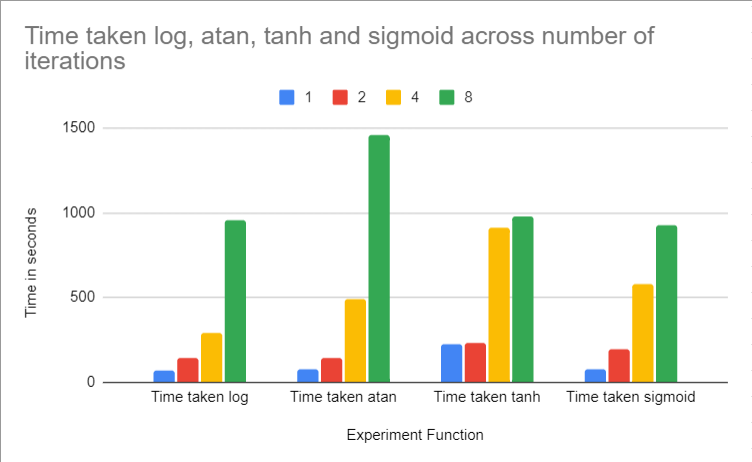 Time taken log, atan, tanh and sigmoid across number of
iterations
1 2 4 8
1500
1000
500
0
Time in seconds
Time taken log Time taken atan Time taken tanh Time taken sigmoid
Experiment Function